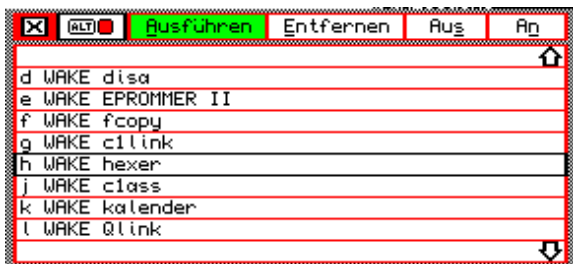 ALT Ausführen Entfernen Aus An
d WAKE disa
e WAKE EPROMMER II
f WAKE fcopy
g WAKE c1link
h WAKE hexer
j WAKE c1ass
k WAKE kalender
l WAKE Qlink